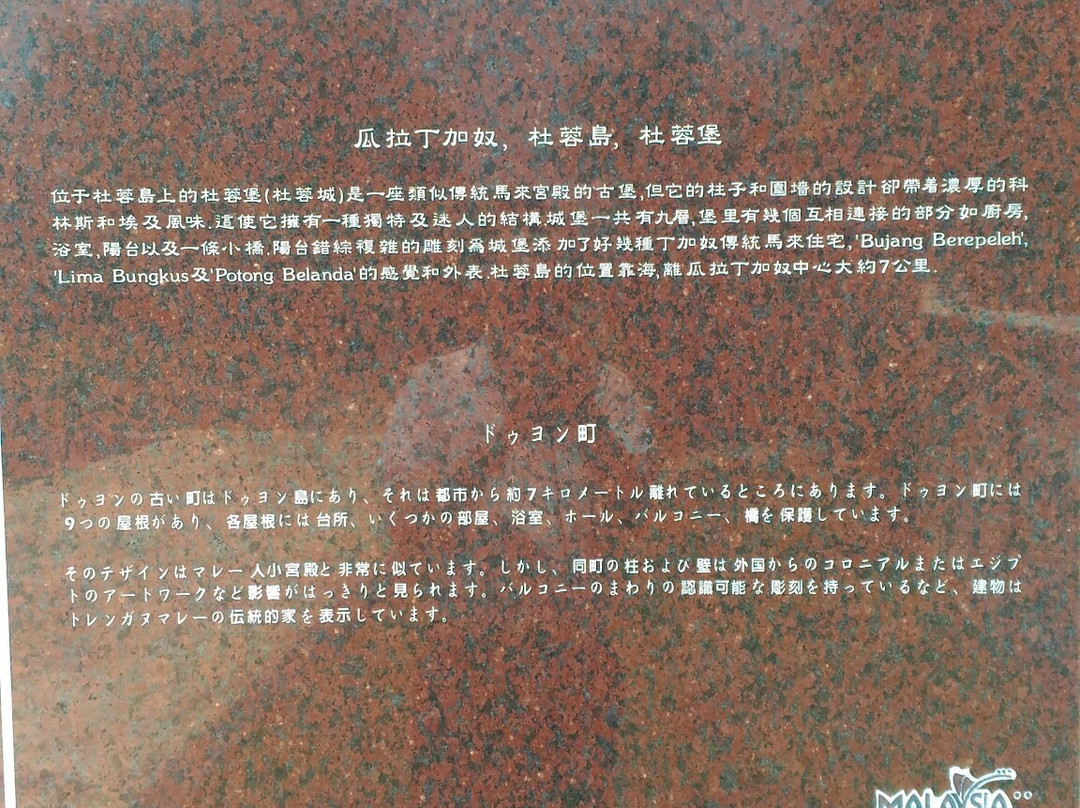 瓜拉丁加奴, 杜蓉島, 杜蓉堡
位于杜蓉島上的杜蓉堡(杜蓉城)是一座類似傳統馬來宮殿的古堡,但它的柱子和圍墻的設計卻帶着濃厚的科
林斯和埃及風味.這使它擁有一種獨特及迷人的結構.城堡一共有九層,堡里有幾個互相連接的部分如廚房,
浴室,陽台以及一條小橋.陽台錯綜複雜的雕刻為城堡添加了好幾種丁加奴傳統馬來住宅,'Bujang Berepeleh',
'Lima Bungkus及'Potong Belanda'的感覺和外表.杜蓉島的位置靠海,離瓜拉丁加奴中心大約7公里.
ドゥヨン町
ドゥヨンの古い町はドゥヨン島にあり、それは都市から約7キロメートル離れているところにあります。ドゥヨン町には
9つの屋根があり、各屋根には台所、いくつかの部屋、浴室、ホール、バルコニー、橋を保護しています。
そのデザインはマレー人小宮殿と非常に似ています。しかし、同町の柱および壁は外国からのコロニアルまたはエジプ
トのアートワークなど影響がはっきりと見られます。バルコニーのまわりの認識可能な彫刻を持っているなど、建物は
トレンガヌマレーの伝統的家を表示しています。
MALAYSIA